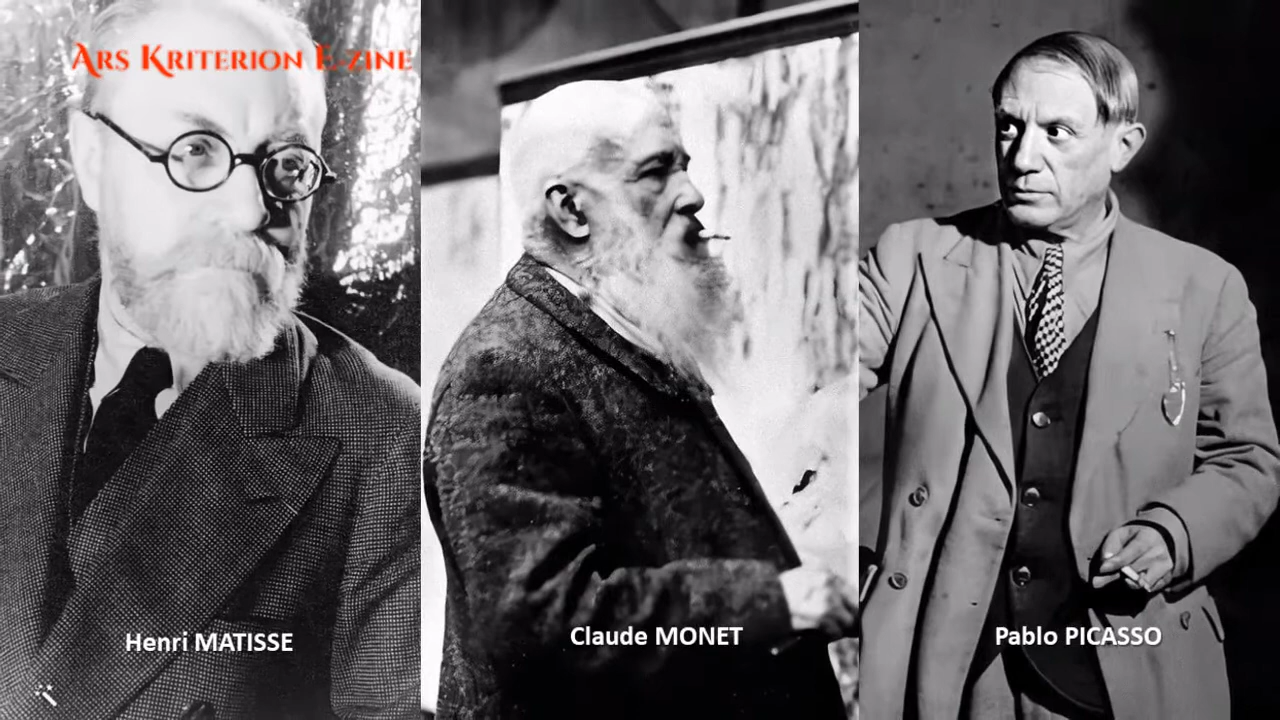 Ars Kriterion E-zine
Henri MATISSE
Claude MONET
Pablo PICASSO